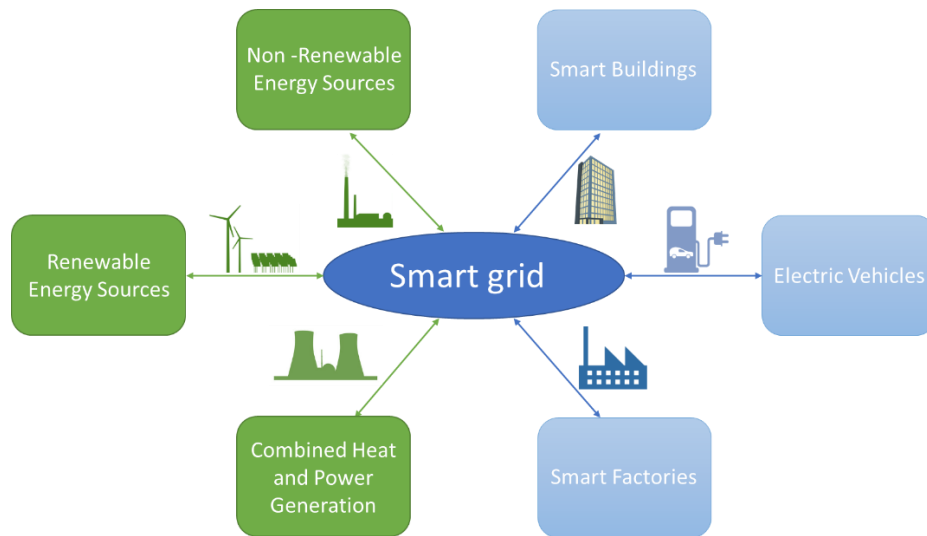 Non -Renewable
Energy Sources
Smart Buildings
Renewable
Energy Sources
Smart grid
Electric Vehicles
Combined Heat
and Power
Generation
Smart Factories